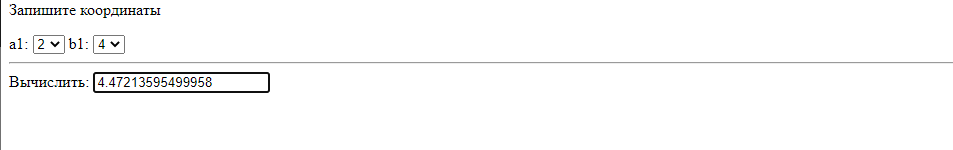 Запишите координаты
a1: 2 b1: 4
Вычислить: 4.47213595499958